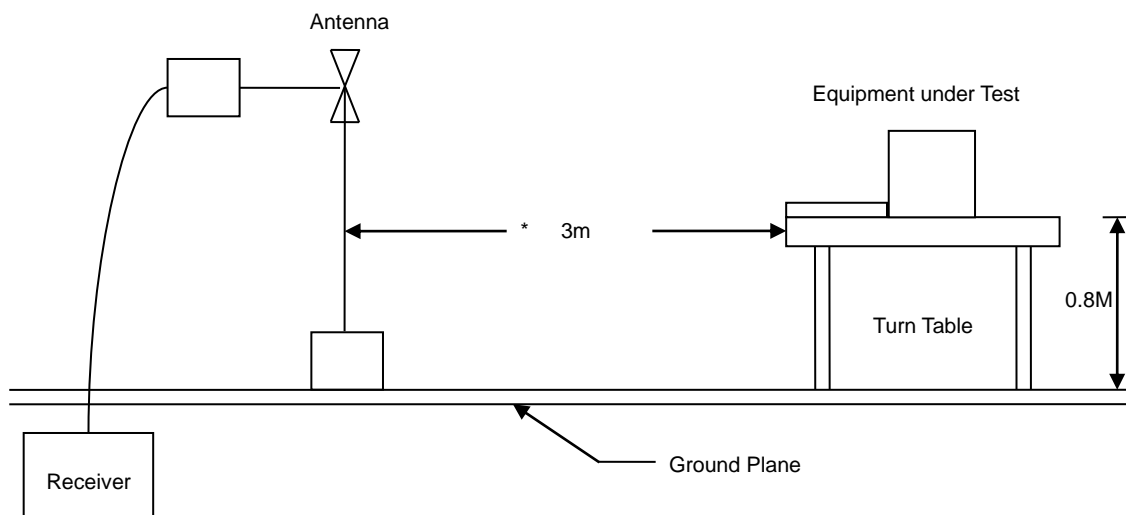 Antenna
Equipment under Test
* 3m
0.8M
Turn Table
Ground Plane
Receiver